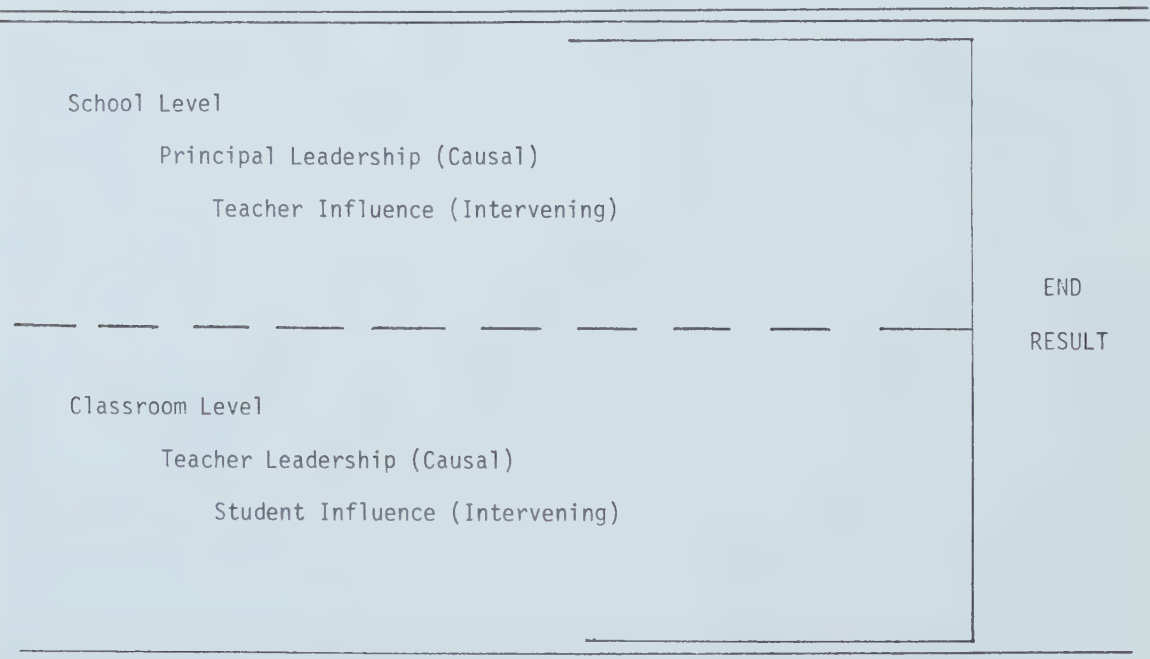 School Level
Principal Leadership (Causal)
Teacher Influence (Intervening)
END
RESULT
Classroom Level
Teacher Leadership (Causal)
Student Influence (Intervening)